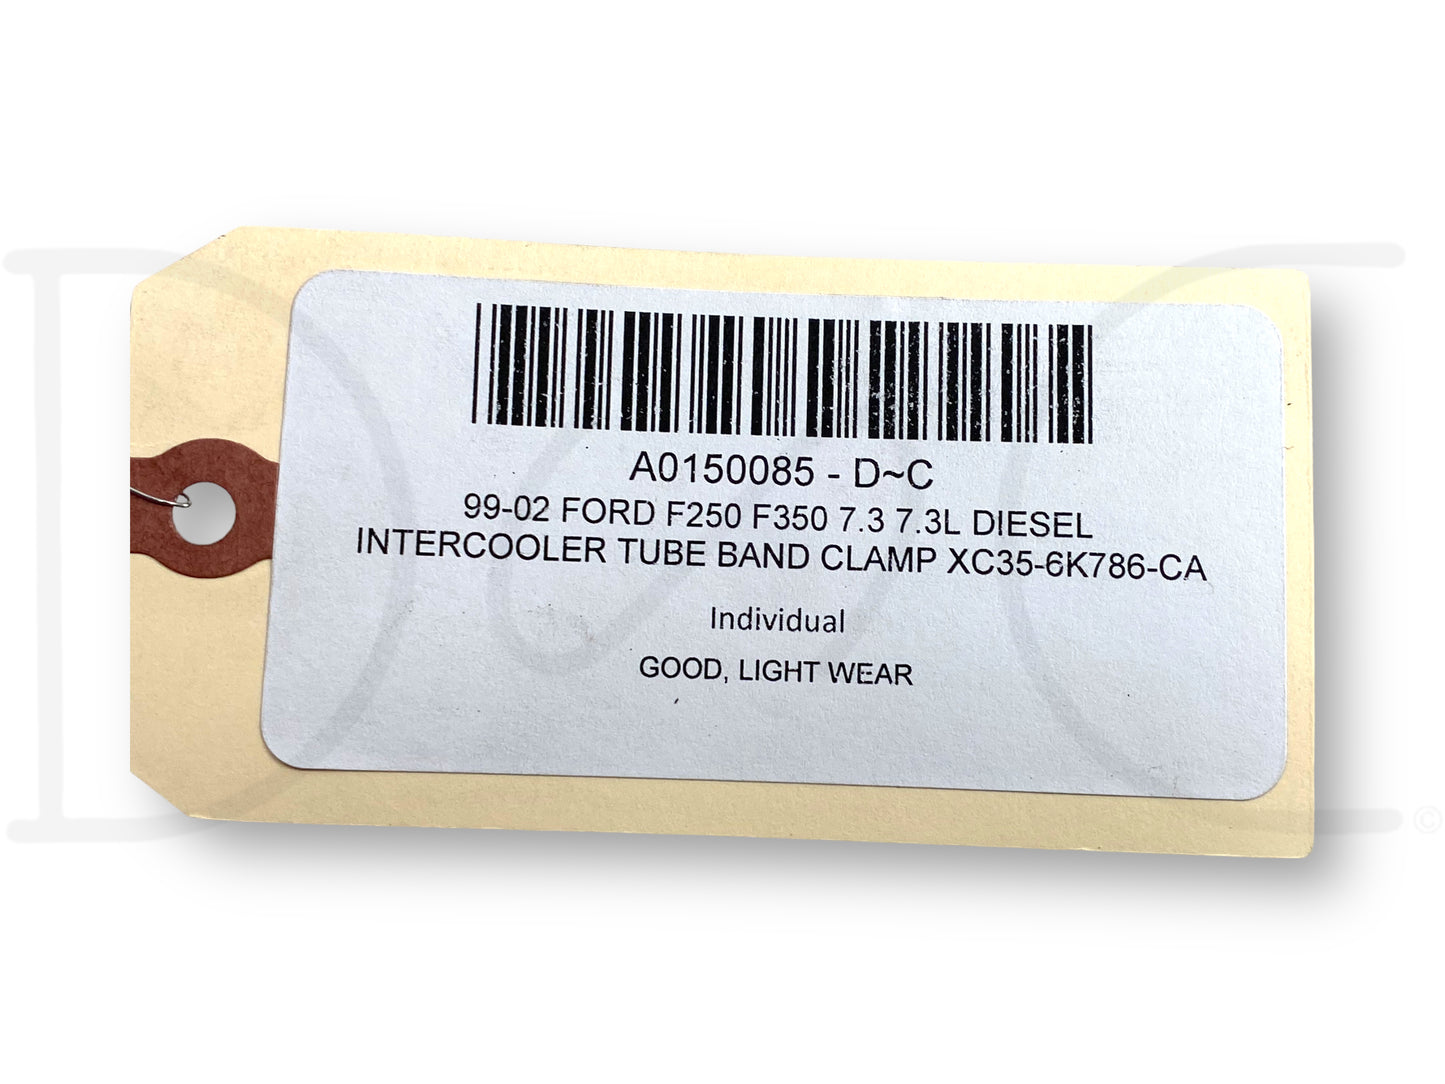 A0150085 - D~C
99-02 FORD F250 F350 7.3 7.3L DIESEL
INTERCOOLER TUBE BAND CLAMP XC35-6K786-CA
Individual
GOOD, LIGHT WEAR
©